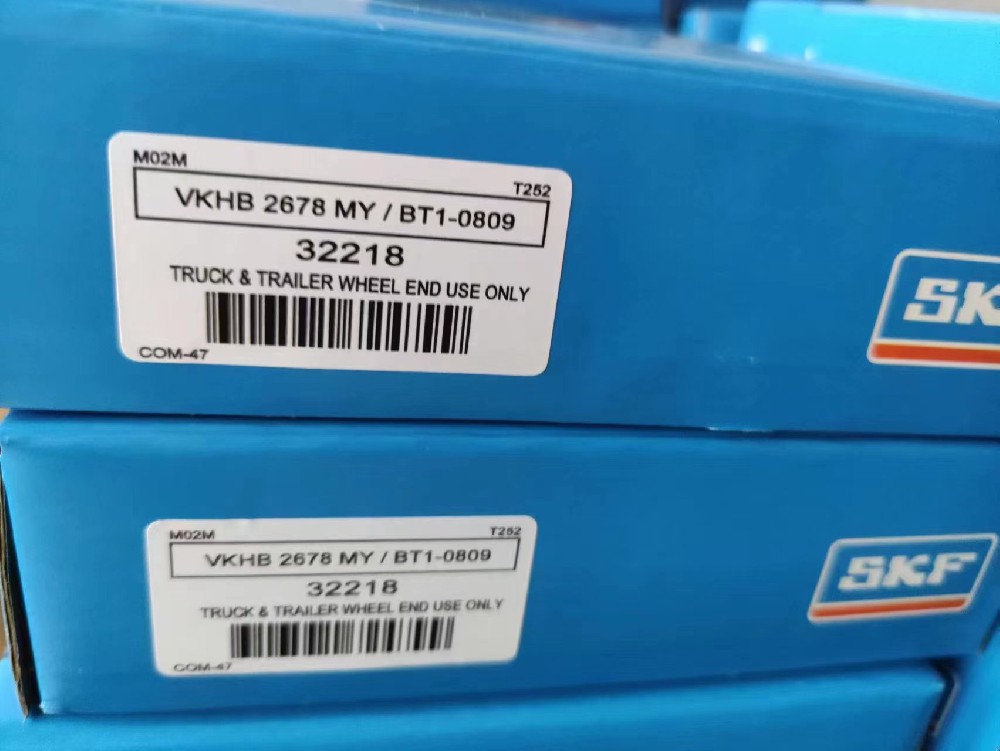 M02M
T252
VKHB 2678 MY / BT1-0809
32218
TRUCK & TRAILER WHEEL END USE ONLY
COM-47
SK
M02M
T252
VKHB 2678 MY / BT1-0809
32218
TRUCK & TRAILER WHEEL END USE ONLY
COM-47
SKF